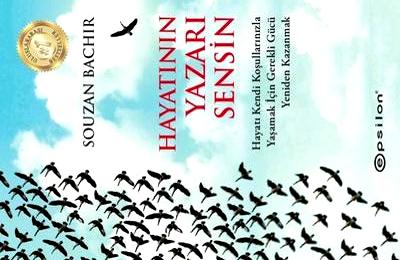 SOUZAN BACHIR
HAYATININ
YAZARI
SENSİN
Hayatı Kendi Koşullarınızla
Yaşamak İçin Gerekli Gücü
Yeniden Kazanmak
epsilon®